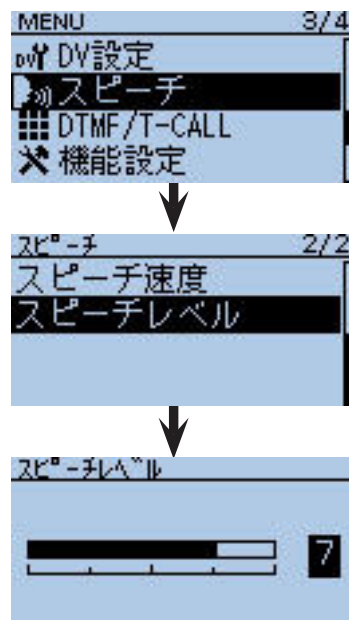 MENU 3/4
DV DV設定
スピーチ
DTMF/T-CALL
機能設定
ｽﾋﾟｰﾁ 2/2
スピーチ速度
スピーチレベル
ｽﾋﾟｰﾁﾚﾍﾞﾙ
7